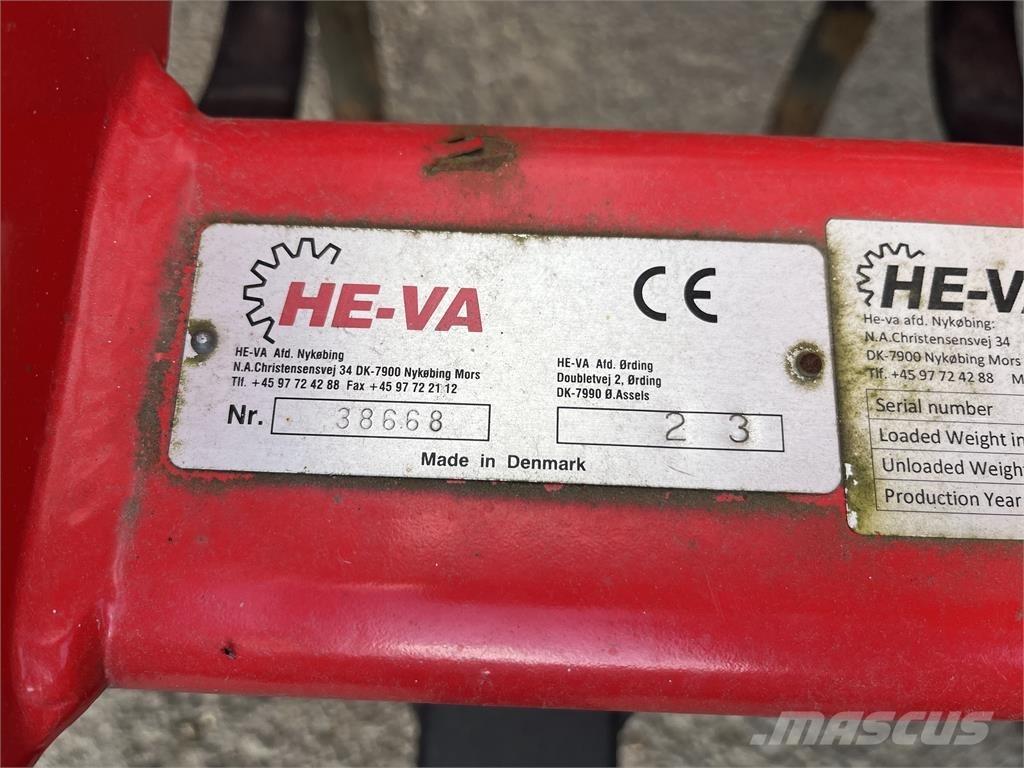 HE-VA
CE
HE-VA Afd. Nykøbing
N.A.Christensensvej 34 DK-7900 Nykøbing Mors
Tlf. +45 97 72 42 88 Fax +45 97 72 21 12
HE-VA Afd. Ørding
Doubletvej 2, Ørding
DK-7990 Ø.Assels
Nr. 38668
2 3
Made in Denmark
HE-VA
He-va afd. Nykøbing:
N.A.Christensensvej 34
DK-7900 Nykøbing Mors
Tlf. +45 97 72 42 88 M
Serial number
Loaded Weight in
Unloaded Weight
Production Year
MASCUS